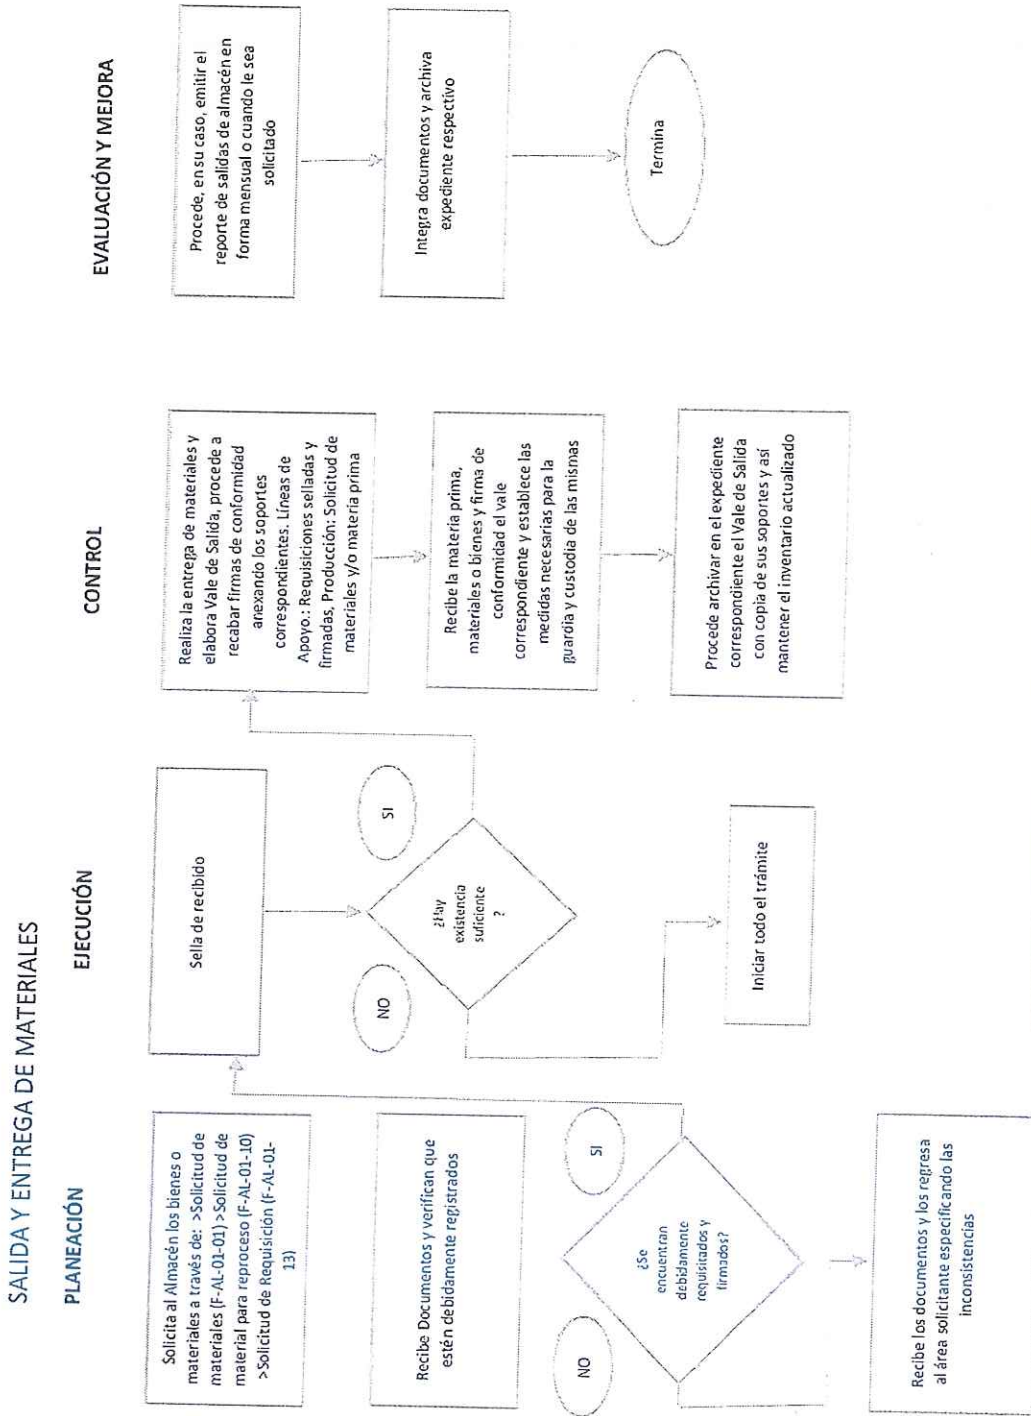 SALIDA Y ENTREGA DE MATERIALES
PLANEACIÓN
Solicita al Almacén los bienes o
materiales a través de: >Solicitud de
materiales (F-AL-01-01) >Solicitud de
material para reproceso (F-AL-01-10)
>Solicitud de Requisición (F-AL-01-
13)
Recibe Documentos y verifican que
estén debidamente registrados
¿Se
encuentran
debidamente
requisitados y
firmados?
NO
SI
Recibe los documentos y los regresa
al área solicitante especificando las
inconsistencias
EJECUCIÓN
Sella de recibido
¿Hay
existencia
suficiente
?
NO
SI
Iniciar todo el trámite
CONTROL
Realiza la entrega de materiales y
elabora Vale de Salida, procede a
recabar firmas de conformidad
anexando los soportes
correspondientes. Líneas de
Apoyo.: Requisiciones selladas y
firmadas, Producción: Solicitud de
materiales y/o materia prima
Recibe la materia prima,
materiales o bienes y firma de
conformidad el vale
correspondiente y establece las
medidas necesarias para la
guardia y custodia de las mismas
Procede archivar en el expediente
correspondiente el Vale de Salida
con copia de sus soportes y así
mantener el inventario actualizado
EVALUACIÓN Y MEJORA
Procede, en su caso, emitir el
reporte de salidas de almacén en
forma mensual o cuando le sea
solicitado
Integra documentos y archiva
expediente respectivo
Termina